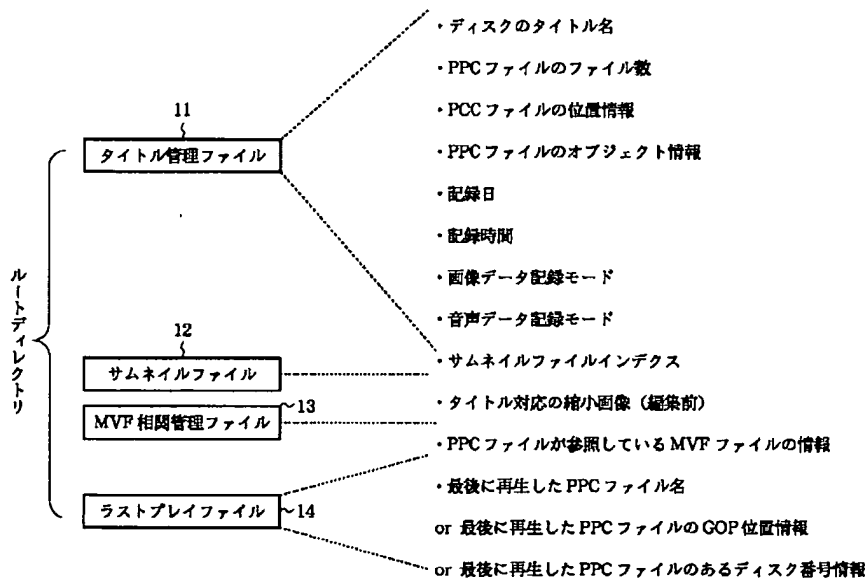 ルートディレクトリ
11
タイトル管理ファイル
・ディスクのタイトル名
・PPCファイルのファイル数
・PCCファイルの位置情報
・PPCファイルのオブジェクト情報
・記録日
・記録時間
・画像データ記録モード
・音声データ記録モード
・サムネイルファイルインデクス
12
サムネイルファイル
・タイトル対応の縮小画像（編集前）
13
MVF相関管理ファイル
・PPCファイルが参照しているMVFファイルの情報
ラストプレイファイル
14
・最後に再生したPPCファイル名
or 最後に再生したPPCファイルのGOP位置情報
or 最後に再生したPPCファイルのあるディスク番号情報